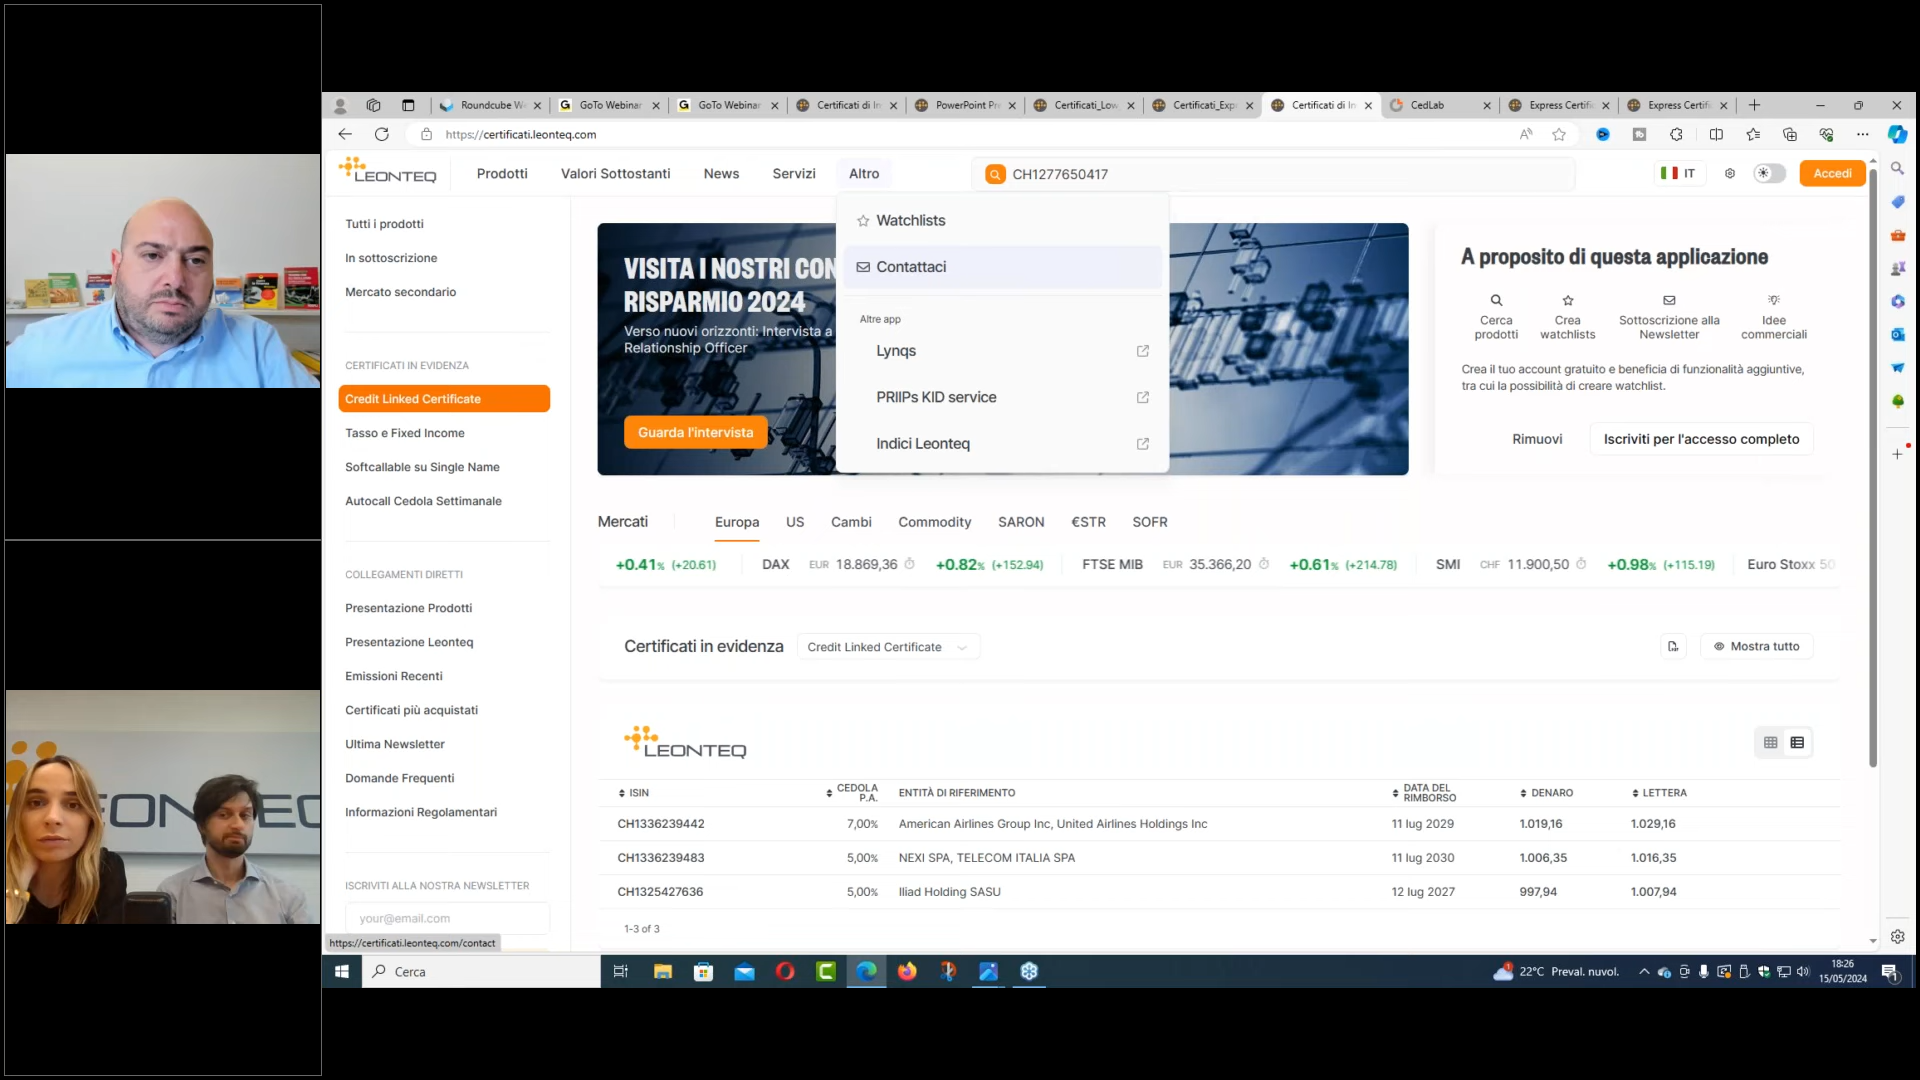 Roundcube We
GoTo Webinar
GoTo Webinar
Certificati di In
PowerPoint Pre
Certificati_Low
Certificati_Exp
Certificati di In
CedLab
Express Certifi
Express Certifi
https://certificati.leonteq.com
LEONTEQ
Prodotti
Valori Sottostanti
News
Servizi
Altro
CH1277650417
IT
Accedi
Tutti i prodotti
In sottoscrizione
Mercato secondario
CERTIFICATI IN EVIDENZA
Credit Linked Certificate
Tasso e Fixed Income
Softcallable su Single Name
Autocall Cedola Settimanale
COLLEGAMENTI DIRETTI
Presentazione Prodotti
Presentazione Leonteq
Emissioni Recenti
Certificati più acquistati
Ultima Newsletter
Domande Frequenti
Informazioni Regolamentari
ISCRIVITI ALLA NOSTRA NEWSLETTER
your@email.com
https://certificati.leonteq.com/contact
VISITA I NOSTRI CON
RISPARMIO 2024
Verso nuovi orizzonti: Intervista a
Relationship Officer
Guarda l'intervista
Watchlists
Contattaci
Altre app
Lynqs
PRIIPs KID service
Indici Leonteq
A proposito di questa applicazione
Cerca prodotti
Crea watchlists
Sottoscrizione alla Newsletter
Idee commerciali
Crea il tuo account gratuito e beneficia di funzionalità aggiuntive,
tra cui la possibilità di creare watchlist.
Rimuovi
Iscriviti per l'accesso completo
Mercati
Europa
US
Cambi
Commodity
SARON
€STR
SOFR
+0.41% (+20.61)
DAX EUR 18.869,36 +0.82% (+152.94)
FTSE MIB EUR 35.366,20 +0.61% (+214.78)
SMI CHF 11.900,50 +0.98% (+115.19)
Euro Stoxx 50
Certificati in evidenza
Credit Linked Certificate
Mostra tutto
LEONTEQ
ISIN CEDOLA P.A. ENTITÀ DI RIFERIMENTO DATA DEL RIMBORSO DENARO LETTERA
CH1336239442 7,00% American Airlines Group Inc, United Airlines Holdings Inc 11 lug 2029 1.019,16 1.029,16
CH1336239483 5,00% NEXI SPA, TELECOM ITALIA SPA 11 lug 2030 1.006,35 1.016,35
CH1325427636 5,00% Iliad Holding SASU 12 lug 2027 997,94 1.007,94
1-3 of 3
Cerca
22°C Preval. nuvol.
18:26
15/05/2024